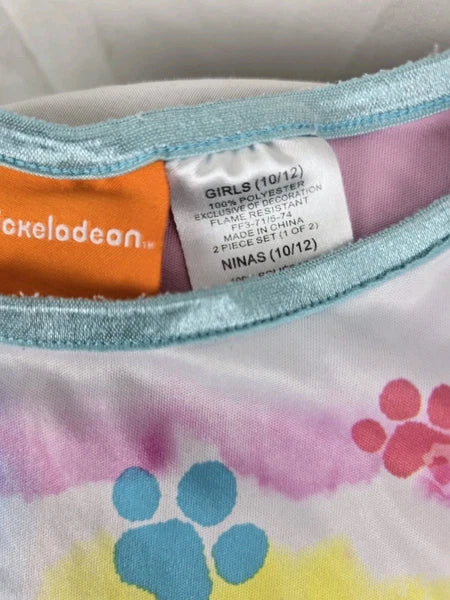 ickelodeon™
GIRLS (10/12)
100% POLYESTER
EXCLUSIVE OF DECORATION
FLAME RESISTANT
FF3-71/5-74
MADE IN CHINA
2 PIECE SET (1 OF 2)
NINAS (10/12)